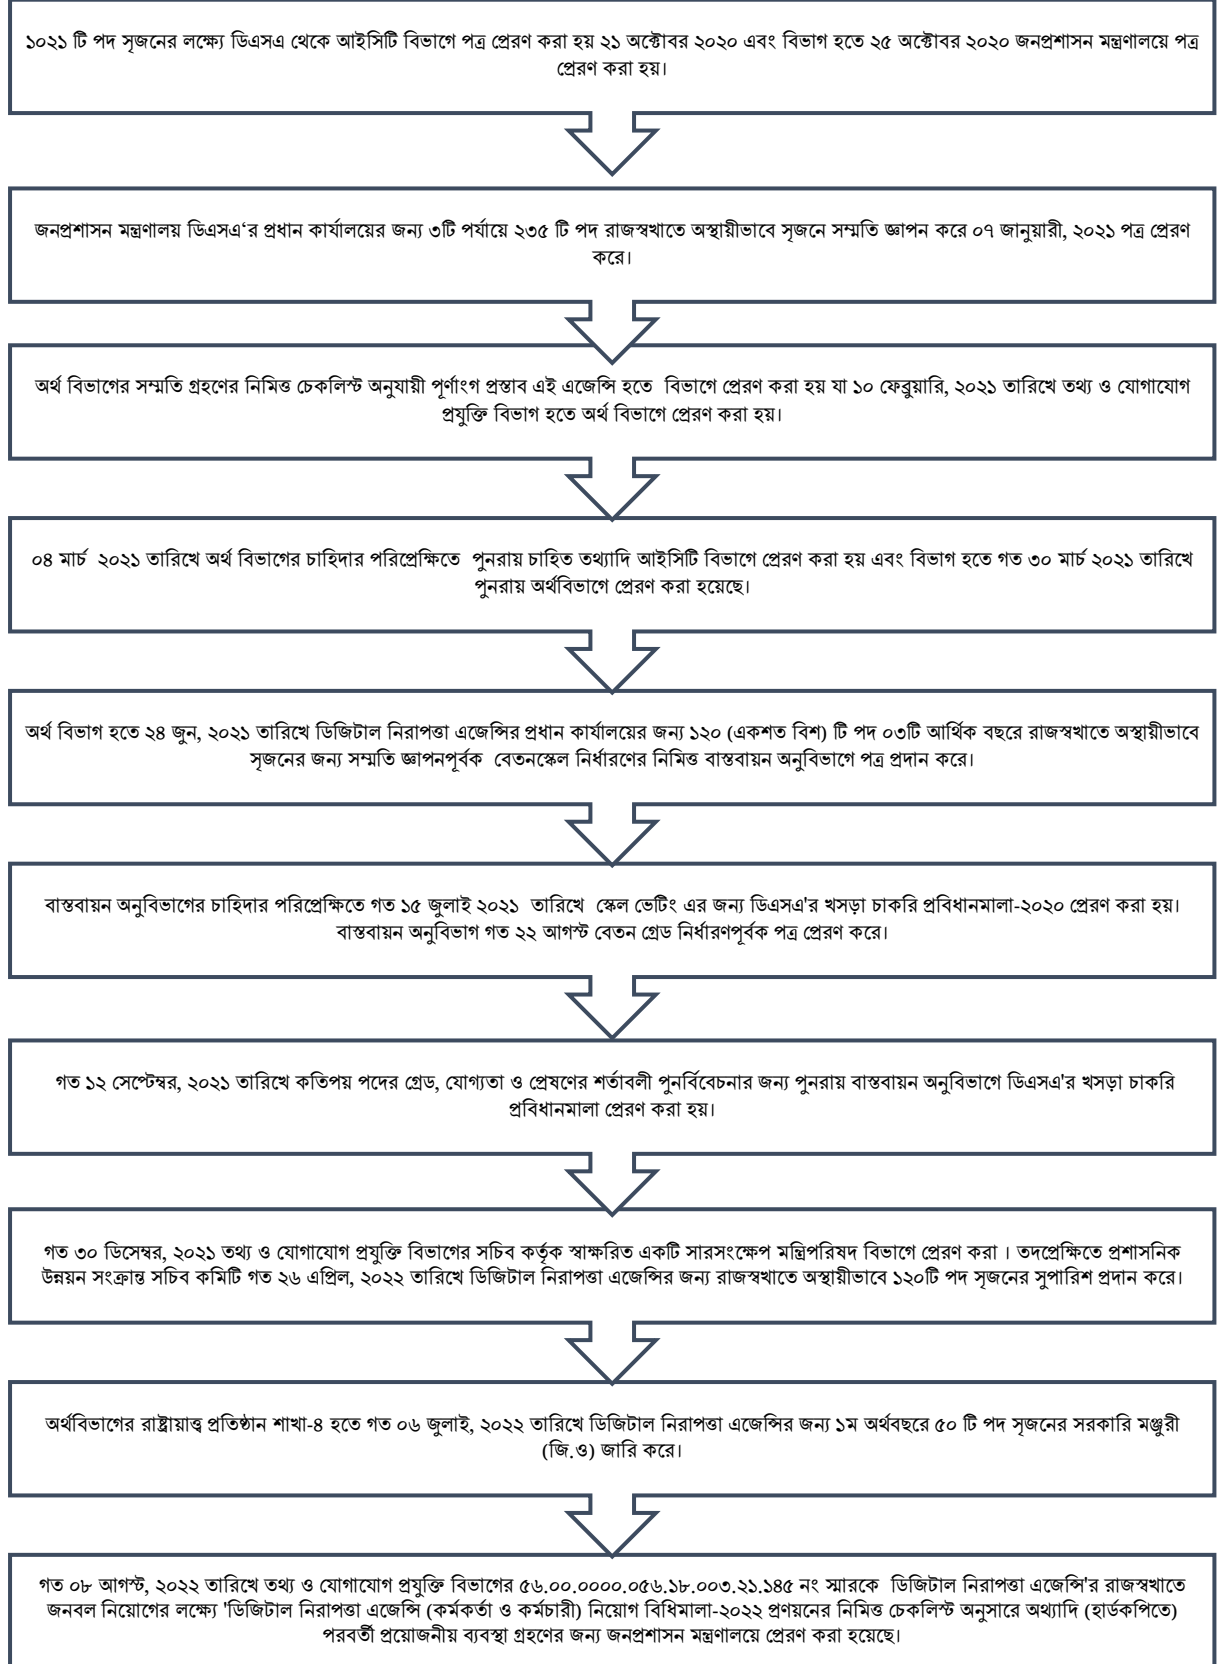 ১০২১ টি পদ সৃজনের লক্ষ্যে ডিএসএ থেকে আইসিটি বিভাগে পত্র প্রেরণ করা হয় ২১ অক্টোবর ২০২০ এবং বিভাগ হতে ২৫ অক্টোবর ২০২০ জনপ্রশাসন মন্ত্রণালয়ে পত্র
প্রেরণ করা হয়।
জনপ্রশাসন মন্ত্রণালয় ডিএসএ‘র প্রধান কার্যালয়ের জন্য ৩টি পর্যায়ে ২৩৫ টি পদ রাজস্বখাতে অস্থায়ীভাবে সৃজনে সম্মতি জ্ঞাপন করে ০৭ জানুয়ারী, ২০২১ পত্র প্রেরণ
করে।
অর্থ বিভাগের সম্মতি গ্রহণের নিমিত্ত চেকলিস্ট অনুযায়ী পূর্ণাংগ প্রস্তাব এই এজেন্সি হতে  বিভাগে প্রেরণ করা হয় যা ১০ ফেব্রুয়ারি, ২০২১ তারিখে তথ্য ও যোগাযোগ
প্রযুক্তি বিভাগ হতে অর্থ বিভাগে প্রেরণ করা হয়।
০৪ মার্চ  ২০২১ তারিখে অর্থ বিভাগের চাহিদার পরিপ্রেক্ষিতে  পুনরায় চাহিত তথ্যাদি আইসিটি বিভাগে প্রেরণ করা হয় এবং বিভাগ হতে গত ৩০ মার্চ ২০২১ তারিখে
পুনরায় অর্থবিভাগে প্রেরণ করা হয়েছে।
অর্থ বিভাগ হতে ২৪ জুন, ২০২১ তারিখে ডিজিটাল নিরাপত্তা এজেন্সির প্রধান কার্যালয়ের জন্য ১২০ (একশত বিশ) টি পদ ০৩টি আর্থিক বছরে রাজস্বখাতে অস্থায়ীভাবে
সৃজনের জন্য সম্মতি জ্ঞাপনপূর্বক  বেতনস্কেল নির্ধারণের নিমিত্ত বাস্তবায়ন অনুবিভাগে পত্র প্রদান করে।
বাস্তবায়ন অনুবিভাগের চাহিদার পরিপ্রেক্ষিতে গত ১৫ জুলাই ২০২১  তারিখে  স্কেল ভেটিং এর জন্য ডিএসএ'র খসড়া চাকরি প্রবিধানমালা-২০২০ প্রেরণ করা হয়।
বাস্তবায়ন অনুবিভাগ গত ২২ আগস্ট বেতন গ্রেড নির্ধারণপূর্বক পত্র প্রেরণ করে।
গত ১২ সেপ্টেম্বর, ২০২১ তারিখে কতিপয় পদের গ্রেড, যোগ্যতা ও প্রেষণের শর্তাবলী পুনর্বিবেচনার জন্য পুনরায় বাস্তবায়ন অনুবিভাগে ডিএসএ'র খসড়া চাকরি
প্রবিধানমালা প্রেরণ করা হয়।
গত ৩০ ডিসেম্বর, ২০২১ তথ্য ও যোগাযোগ প্রযুক্তি বিভাগের সচিব কর্তৃক স্বাক্ষরিত একটি সারসংক্ষেপ মন্ত্রিপরিষদ বিভাগে প্রেরণ করা । তদপ্রেক্ষিতে প্রশাসনিক
উন্নয়ন সংক্রান্ত সচিব কমিটি গত ২৬ এপ্রিল, ২০২২ তারিখে ডিজিটাল নিরাপত্তা এজেন্সির জন্য রাজস্বখাতে অস্থায়ীভাবে ১২০টি পদ সৃজনের সুপারিশ প্রদান করে।
অর্থবিভাগের রাষ্ট্রায়াত্ত্ব প্রতিষ্ঠান শাখা-৪ হতে গত ০৬ জুলাই, ২০২২ তারিখে ডিজিটাল নিরাপত্তা এজেন্সির জন্য ১ম অর্থবছরে ৫০ টি পদ সৃজনের সরকারি মঞ্জুরী
(জি.ও) জারি করে।
গত ০৮ আগস্ট, ২০২২ তারিখে তথ্য ও যোগাযোগ প্রযুক্তি বিভাগের ৫৬.০০.০০০০.০৫৬.১৮.০০৩.২১.১৪৫ নং স্মারকে  ডিজিটাল নিরাপত্তা এজেন্সি'র রাজস্বখাতে
জনবল নিয়োগের লক্ষ্যে 'ডিজিটাল নিরাপত্তা এজেন্সি (কর্মকর্তা ও কর্মচারী) নিয়োগ বিধিমালা-২০২২ প্রণয়নের নিমিত্ত চেকলিস্ট অনুসারে অথ্যাদি (হার্ডকপিতে)
পরবর্তী প্রয়োজনীয় ব্যবস্থা গ্রহণের জন্য জনপ্রশাসন মন্ত্রণালয়ে প্রেরণ করা হয়েছে।